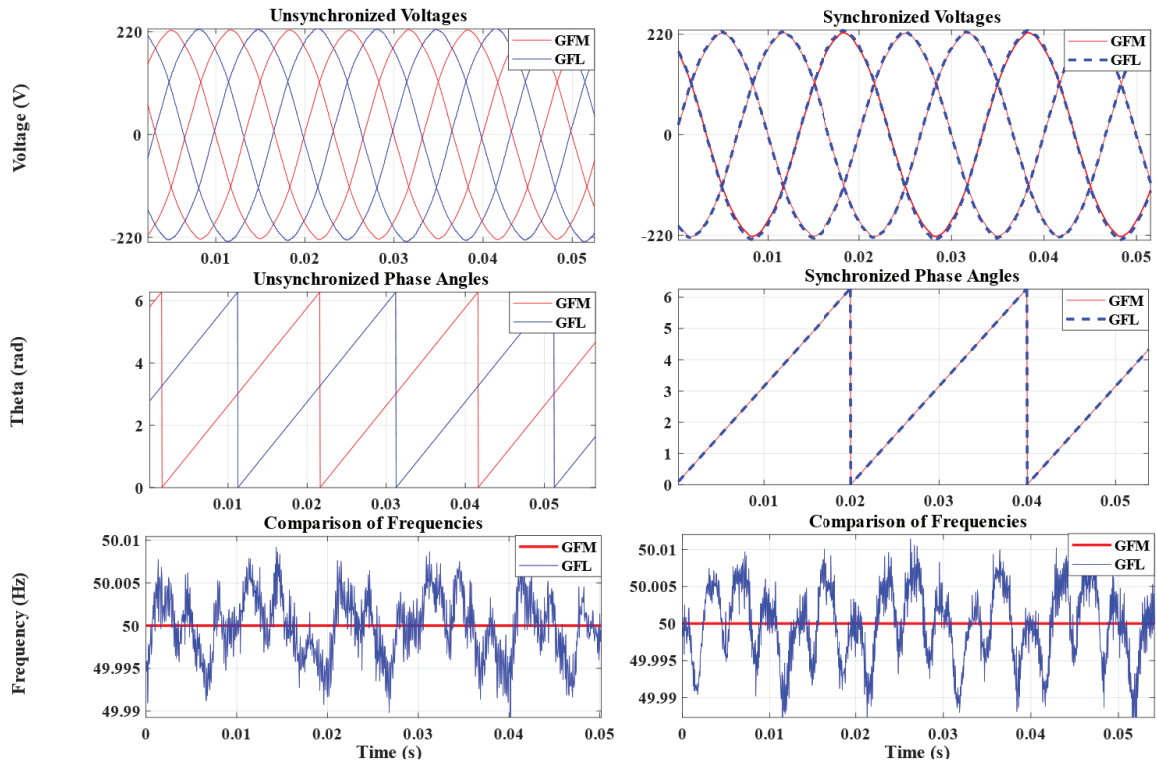 Unsynchronized Voltages
Synchronized Voltages
Voltage (V)
220
0
-220
GFM
GFL
0.01
0.02
0.03
0.04
0.05
220
0
-220
GFM
GFL
0.01
0.02
0.03
0.04
0.05
Unsynchronized Phase Angles
Synchronized Phase Angles
Theta (rad)
6
4
2
0
GFM
GFL
0.01
0.02
0.03
0.04
0.05
6
5
4
3
2
1
0
GFM
GFL
0.01
0.02
0.03
0.04
0.05
Comparison of Frequencies
Comparison of Frequencies
Frequency (Hz)
50.01
50.005
50
49.995
49.99
GFM
GFL
0
0.01
0.02
0.03
0.04
0.05
Time (s)
50.01
50.005
50
49.995
49.99
GFM
GFL
0
0.01
0.02
0.03
0.04
0.05
Time (s)